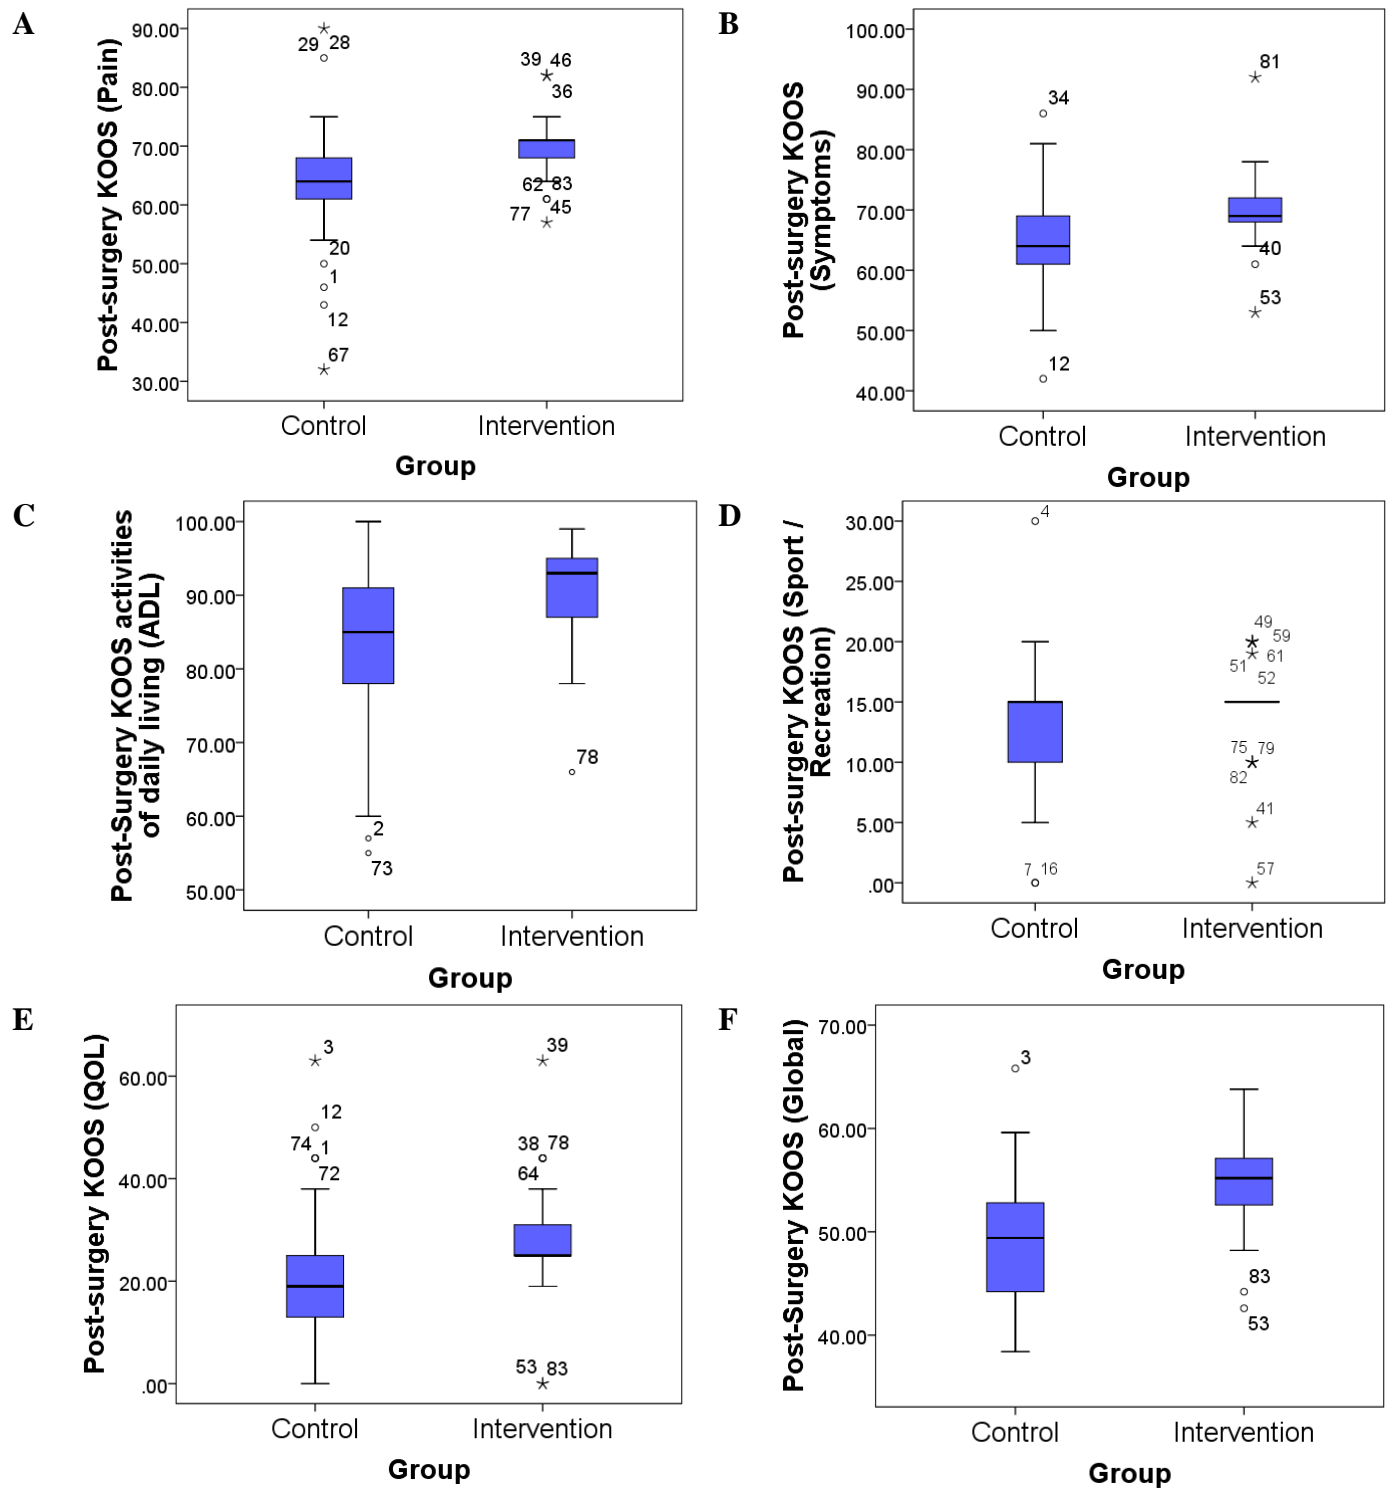 A
Post-surgery KOOS (Pain)
90.00
80.00
70.00
60.00
50.00
40.00
30.00
29 28
20
1
12
67
39 46
36
62 83
77 45
Control Intervention
Group
B
Post-surgery KOOS
(Symptoms)
100.00
90.00
80.00
70.00
60.00
50.00
40.00
34
12
81
40
53
Control Intervention
Group
C
Post-Surgery KOOS activities
of daily living (ADL)
100.00
90.00
80.00
70.00
60.00
50.00
2
73
78
Control Intervention
Group
D
Post-surgery KOOS (Sport /
Recreation)
30.00
25.00
20.00
15.00
10.00
5.00
.00
4
7 16
49
59
51 61
52
75 79
82
41
57
Control Intervention
Group
E
Post-surgery KOOS (QOL)
60.00
40.00
20.00
.00
3
12
74 1
72
39
38 78
64
53 83
Control Intervention
Group
F
Post-Surgery KOOS (Global)
70.00
60.00
50.00
40.00
3
83
53
Control Intervention
Group